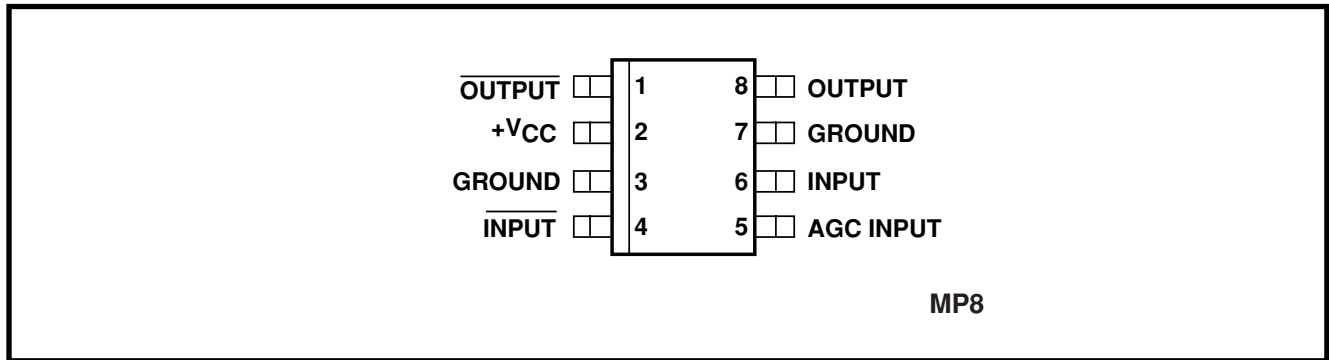 OUTPUT 1 8 OUTPUT
+VCC 2 7 GROUND
GROUND 3 6 INPUT
INPUT 4 5 AGC INPUT
MP8